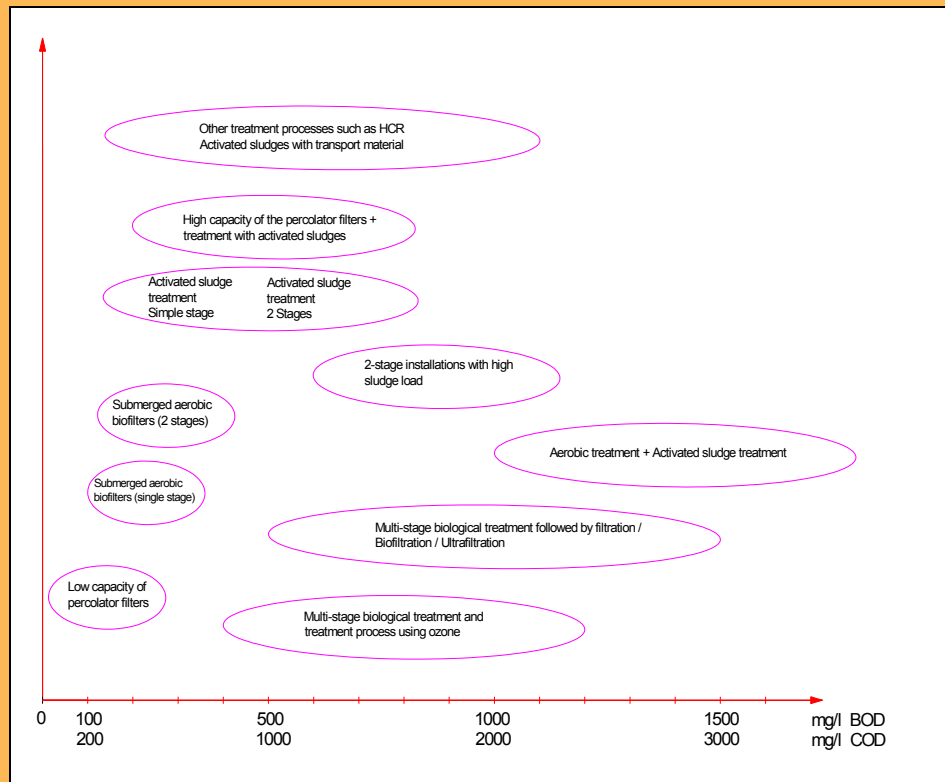 Other treatment processes such as HCR
Activated sludges with transport material
High capacity of the percolator filters +
treatment with activated sludges
Activated sludge
treatment
Simple stage
Activated sludge
treatment
2 Stages
2-stage installations with high
sludge load
Submerged aerobic
biofilters (2 stages)
Aerobic treatment + Activated sludge treatment
Submerged aerobic
biofilters (single stage)
Multi-stage biological treatment followed by filtration /
Biofiltration / Ultrafiltration
Low capacity of
percolator filters
Multi-stage biological treatment and
treatment process using ozone
0 100 500 1000 1500 mg/l BOD
200 1000 2000 3000 mg/l COD